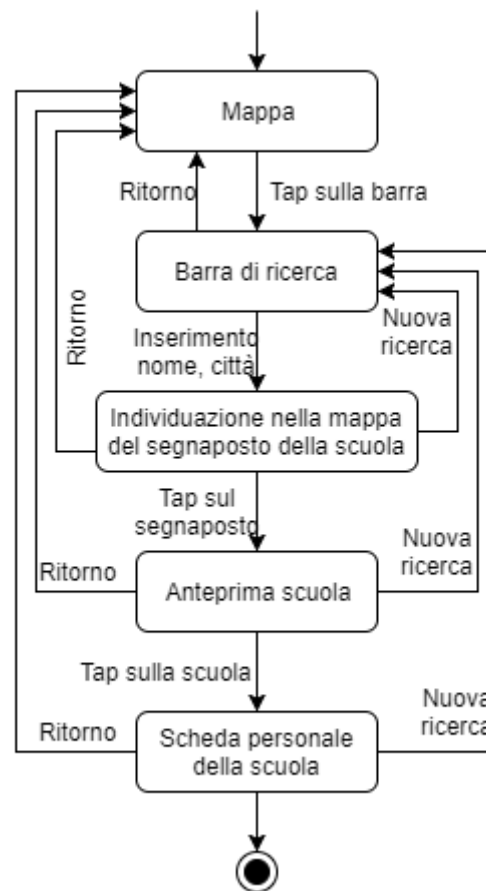 Mappa
Ritorno
Tap sulla barra
Barra di ricerca
Ritorno
Inserimento
nome, città
Nuova
ricerca
Individuazione nella mappa
del segnaposto della scuola
Tap sul
segnaposto
Ritorno
Anteprima scuola
Nuova
ricerca
Tap sulla scuola
Ritorno
Scheda personale
della scuola
Nuova
ricerca